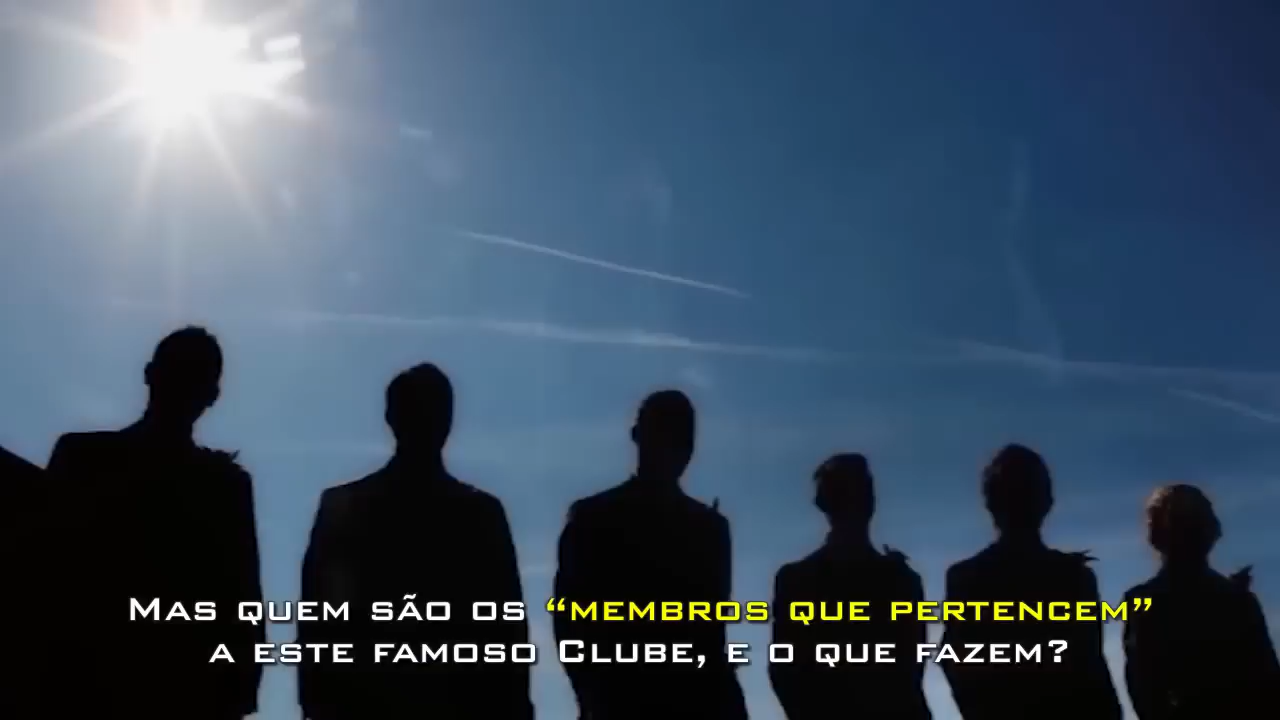 Mas quem são os “membros que pertencem”
a este famoso Clube, e o que fazem?